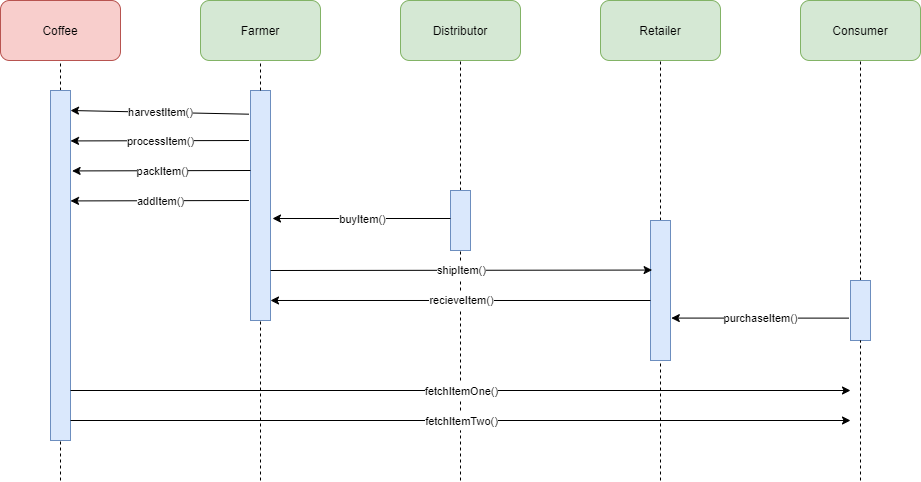 Coffee
Farmer
Distributor
Retailer
Consumer
harvestItem()
processItem()
packItem()
addItem()
buyItem()
shipItem()
recieveItem()
purchaseItem()
fetchItemOne()
fetchItemTwo()